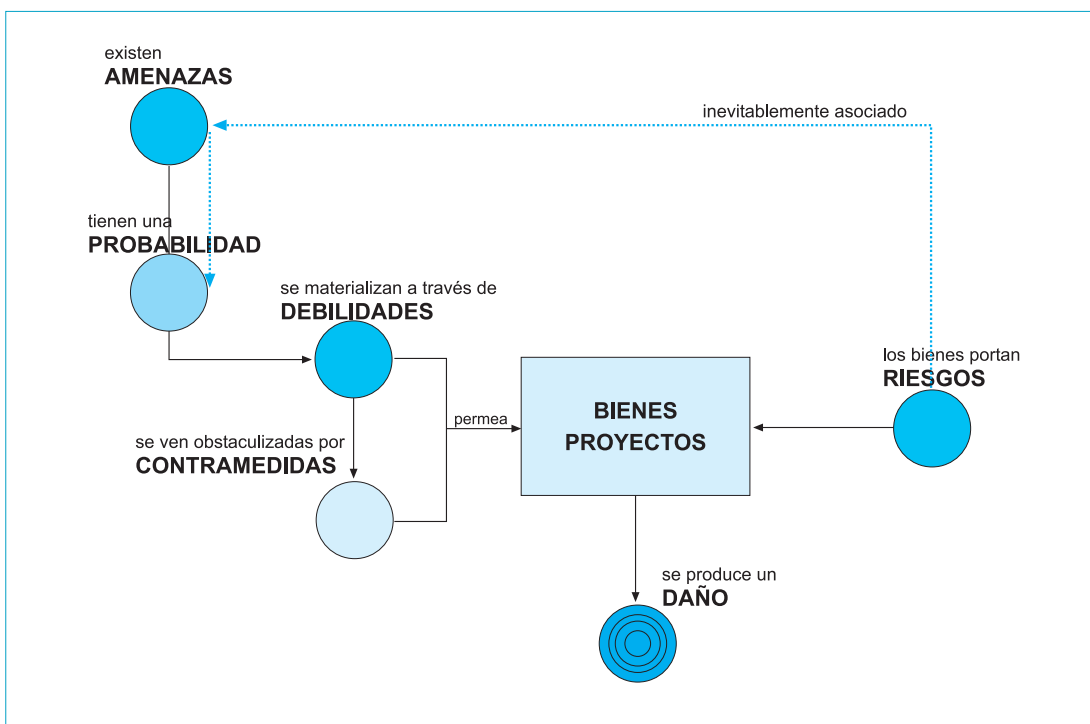 existen
AMENAZAS
inevitablemente asociado
tienen una
PROBABILIDAD
se materializan a través de
DEBILIDADES
los bienes portan
RIESGOS
BIENES
PROYECTOS
permea
se ven obstaculizadas por
CONTRAMEDIDAS
se produce un
DAÑO